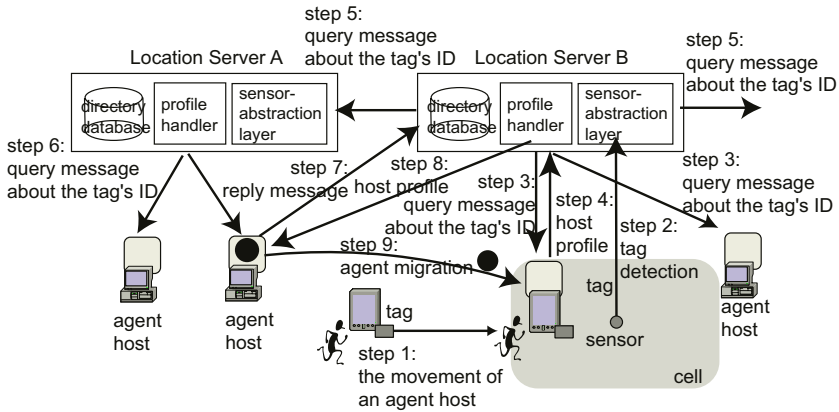 step 5:
query message
about the tag's ID
Location Server A
Location Server B
step 5:
query message
about the tag's ID
directory
database
profile
handler
sensor-
abstraction
layer
directory
database
profile
handler
sensor-
abstraction
layer
step 6:
query message
about the tag's ID
step 7:
reply message
step 8:
host profile
step 3:
query message
about the tag's ID
step 4:
host
profile
step 2:
tag
detection
step 3:
query message
about the tag's ID
step 9:
agent migration
agent
host
agent
host
tag
tag
sensor
agent
host
step 1:
the movement of
an agent host
cell